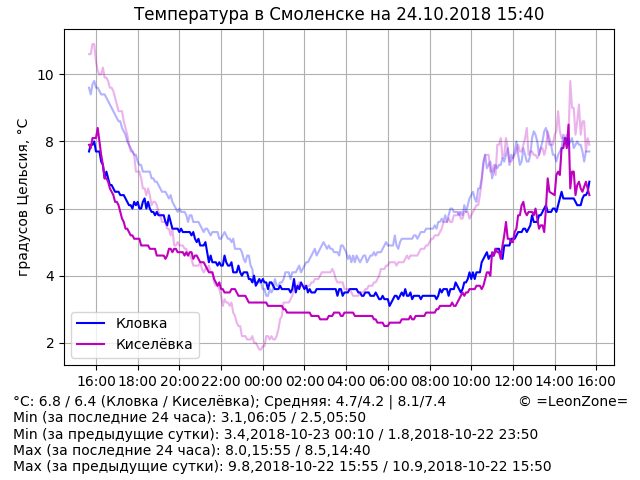 Температура в Смоленске на 24.10.2018 15:40
градусов Цельсия, °C
10
8
6
4
2
Кловка
Киселёвка
16:00 18:00 20:00 22:00 00:00 02:00 04:00 06:00 08:00 10:00 12:00 14:00 16:00
°C: 6.8 / 6.4 (Кловка / Киселёвка); Средняя: 4.7/4.2 | 8.1/7.4 © =LeonZone=
Min (за последние 24 часа): 3.1,06:05 / 2.5,05:50
Min (за предыдущие сутки): 3.4,2018-10-23 00:10 / 1.8,2018-10-22 23:50
Max (за последние 24 часа): 8.0,15:55 / 8.5,14:40
Max (за предыдущие сутки): 9.8,2018-10-22 15:55 / 10.9,2018-10-22 15:50